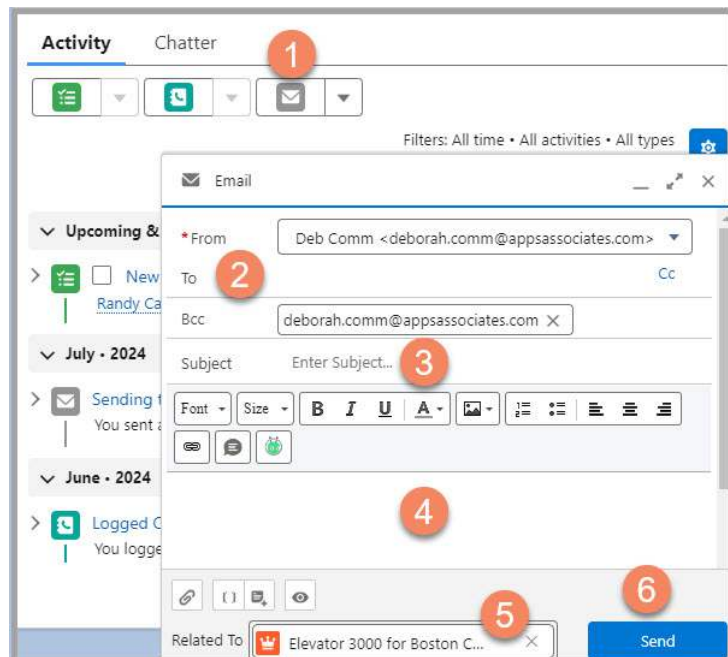 Activity Chatter
1
Filters: All time • All activities • All types
Email
Upcoming &
* From Deb Comm <deborah.comm@appsassociates.com>
New
To 2 Cc
Randy Ca
Bcc deborah.comm@appsassociates.com
July • 2024
Subject Enter Subject... 3
Sending t
Font Size B I U A
You sent a
June • 2024
4
Logged C
You logge
5
6
Related To Elevator 3000 for Boston C... Send